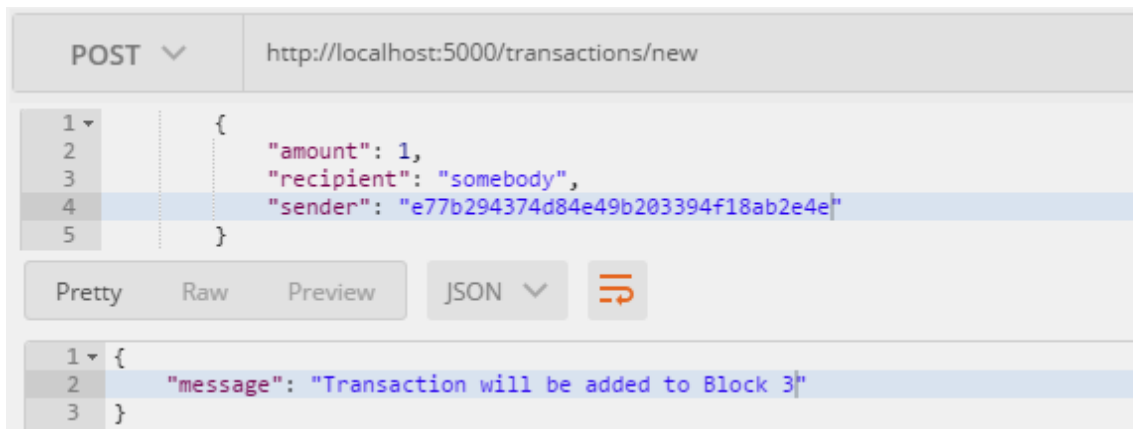 POST http://localhost:5000/transactions/new
1 {
2 "amount": 1,
3 "recipient": "somebody",
4 "sender": "e77b294374d84e49b203394f18ab2e4e"
5 }
Pretty Raw Preview JSON
1 {
2 "message": "Transaction will be added to Block 3"
3 }